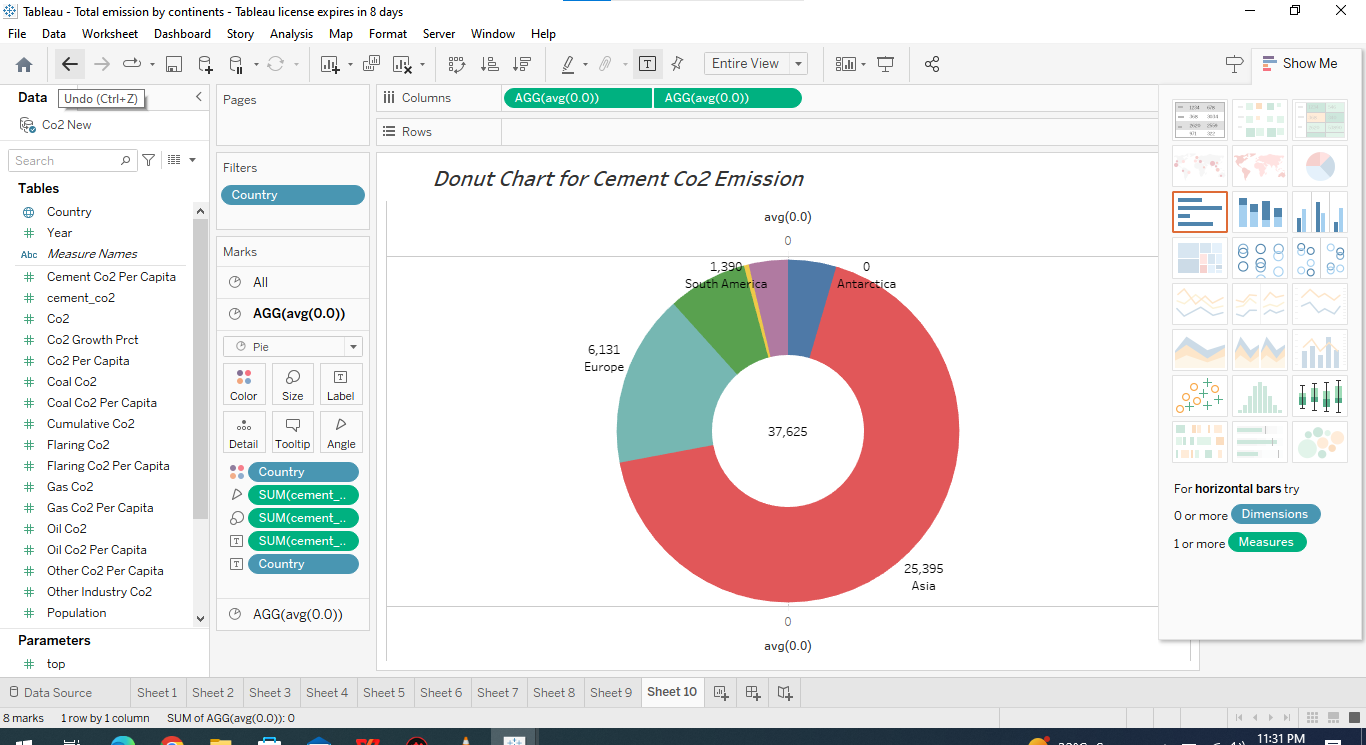 Tableau - Total emission by continents - Tableau license expires in 8 days
File Data Worksheet Dashboard Story Analysis Map Format Server Window Help
Entire View
Show Me
Data
Undo (Ctrl+Z)
Co2 New
Search
Tables
Country
Year
Abc Measure Names
Cement Co2 Per Capita
cement_co2
Co2
Co2 Growth Prct
Co2 Per Capita
Coal Co2
Coal Co2 Per Capita
Cumulative Co2
Flaring Co2
Flaring Co2 Per Capita
Gas Co2
Gas Co2 Per Capita
Oil Co2
Oil Co2 Per Capita
Other Co2 Per Capita
Other Industry Co2
Population
Parameters
top
Pages
Filters
Country
Marks
All
AGG(avg(0.0))
Pie
Color Size Label
Detail Tooltip Angle
Country
SUM(cement_..
SUM(cement_..
SUM(cement_..
Country
AGG(avg(0.0))
Columns AGG(avg(0.0)) AGG(avg(0.0))
Rows
Donut Chart for Cement Co2 Emission
avg(0.0)
0
1,390
South America
0
Antarctica
6,131
Europe
37,625
25,395
Asia
0
avg(0.0)
For horizontal bars try
0 or more Dimensions
1 or more Measures
Data Source Sheet 1 Sheet 2 Sheet 3 Sheet 4 Sheet 5 Sheet 6 Sheet 7 Sheet 8 Sheet 9 Sheet 10
8 marks 1 row by 1 column SUM of AGG(avg(0.0)): 0
11:31 PM